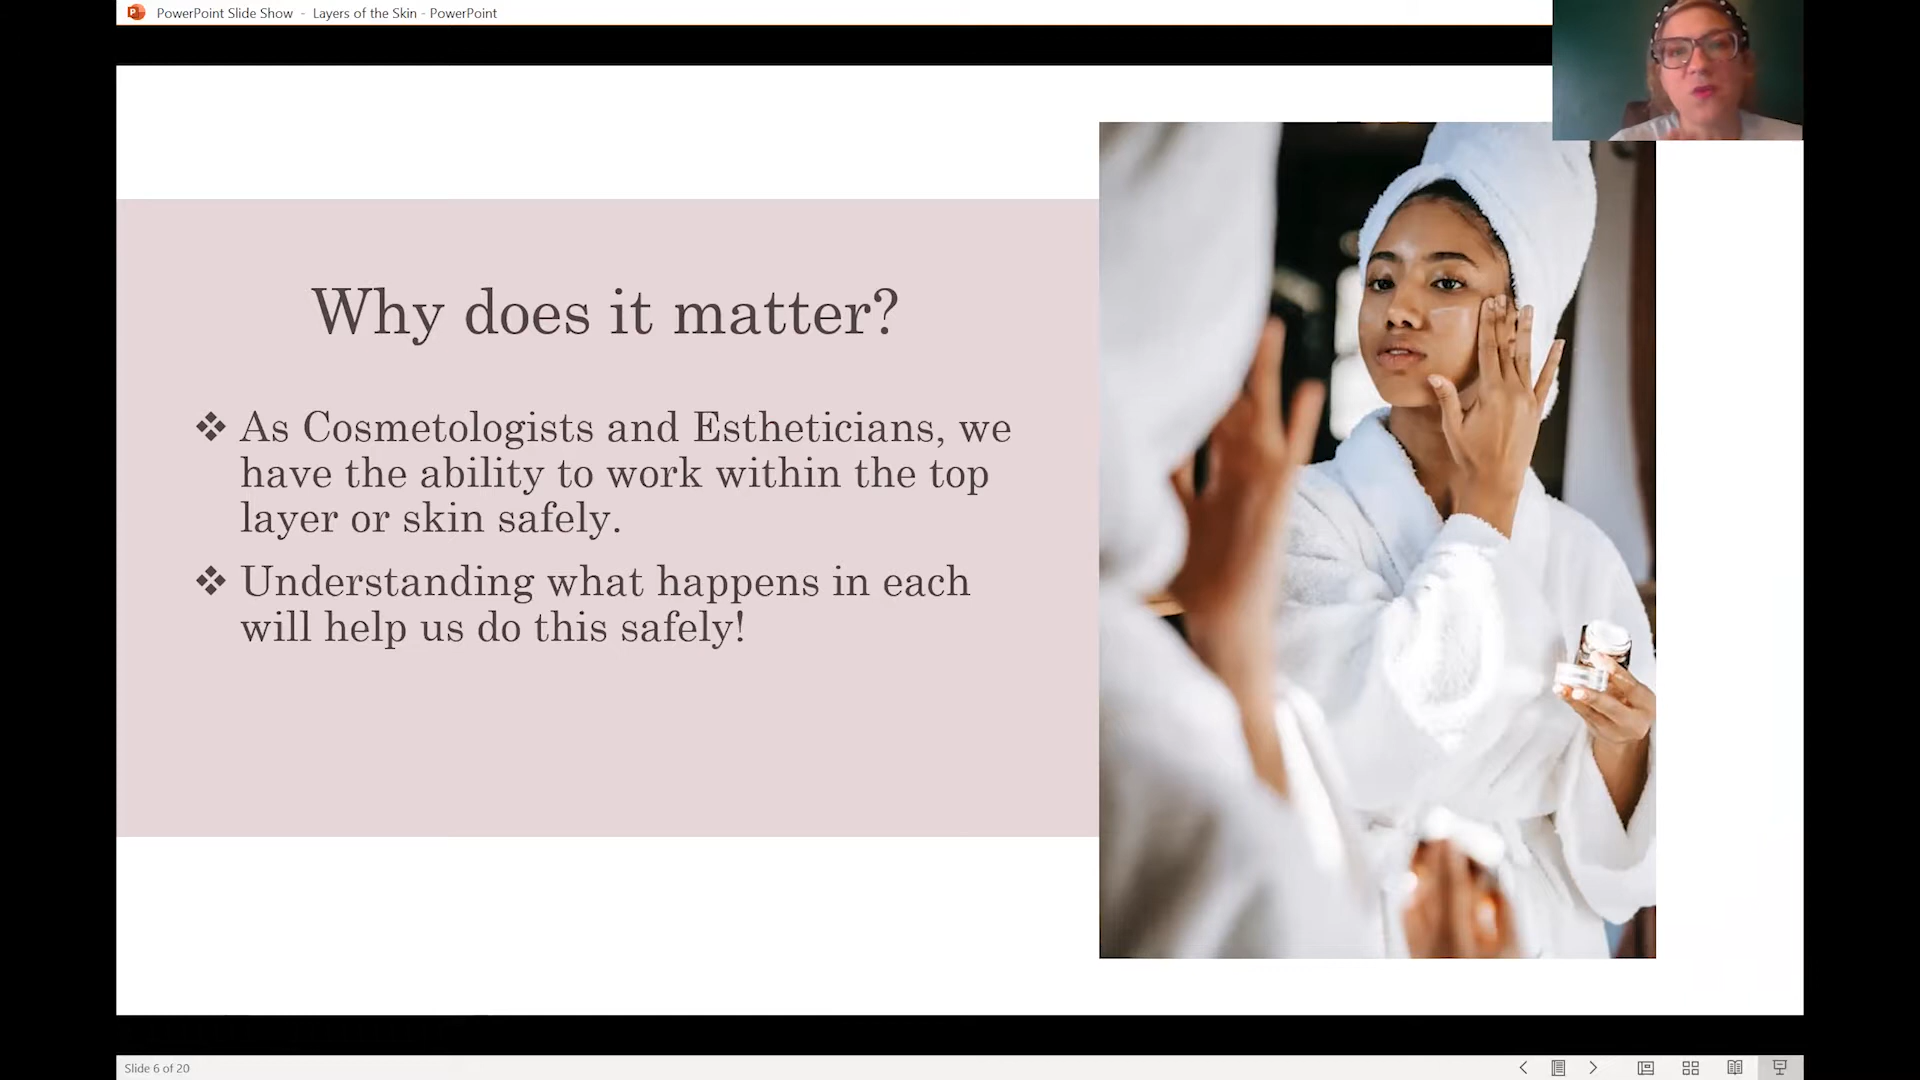 PowerPoint Slide Show - Layers of the Skin - PowerPoint
Why does it matter?
❖ As Cosmetologists and Estheticians, we
have the ability to work within the top
layer or skin safely.
❖ Understanding what happens in each
will help us do this safely!
Slide 6 of 20